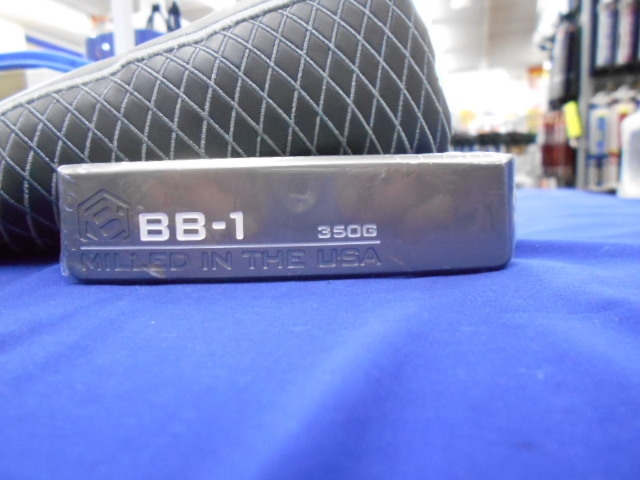 BB-1 350G
MILLED IN THE USA